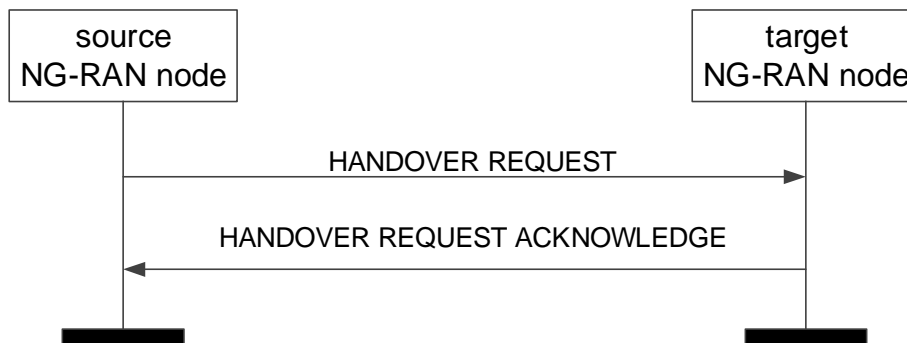 source
NG-RAN node
target
NG-RAN node
HANDOVER REQUEST
HANDOVER REQUEST ACKNOWLEDGE